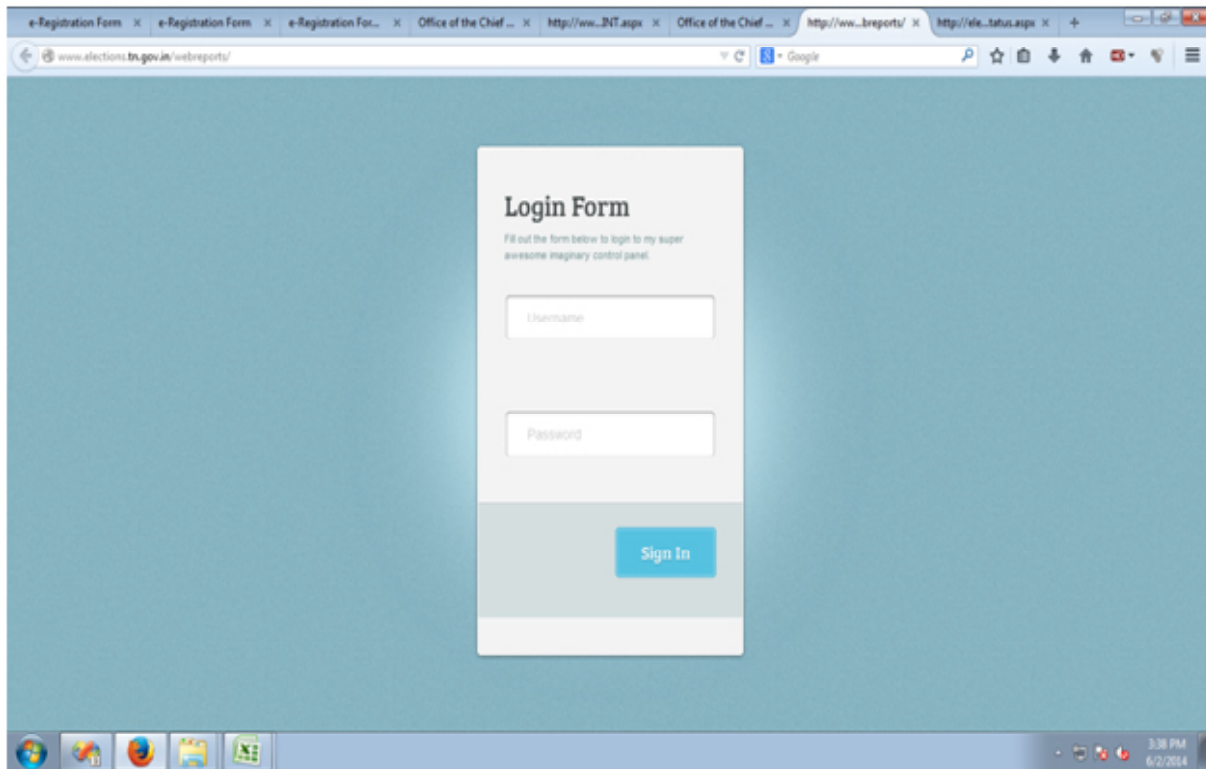 e-Registration Form
e-Registration Form
e-Registration For...
Office of the Chief ...
http://ww...INT.aspx
Office of the Chief ...
http://ww...breports/
http://ele...tatus.aspx
www.elections.tn.gov.in/webreports/
Google
Login Form
Fill out the form below to login to my super
awesome imaginary control panel.
Username
Password
Sign In
3:38 PM
6/2/2014